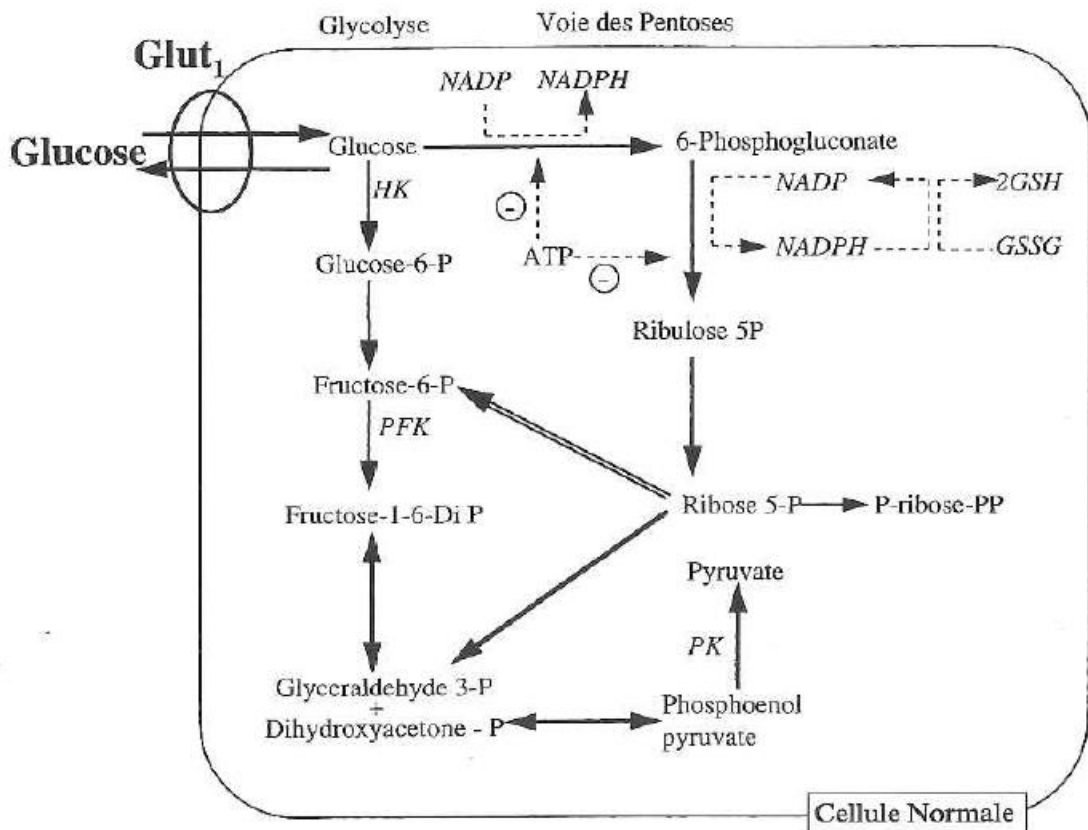 Glycolyse
Voie des Pentoses
Glut1
NADP
NADPH
Glucose
Glucose
6-Phosphogluconate
HK
NADP
2GSH
-
ATP
NADPH
GSSG
Glucose-6-P
-
Ribulose 5P
Fructose-6-P
PFK
Ribose 5-P
P-ribose-PP
Fructose-1-6-Di P
Pyruvate
PK
Glyceraldehyde 3-P
+
Dihydroxyacetone - P
Phosphoenol
pyruvate
Cellule Normale